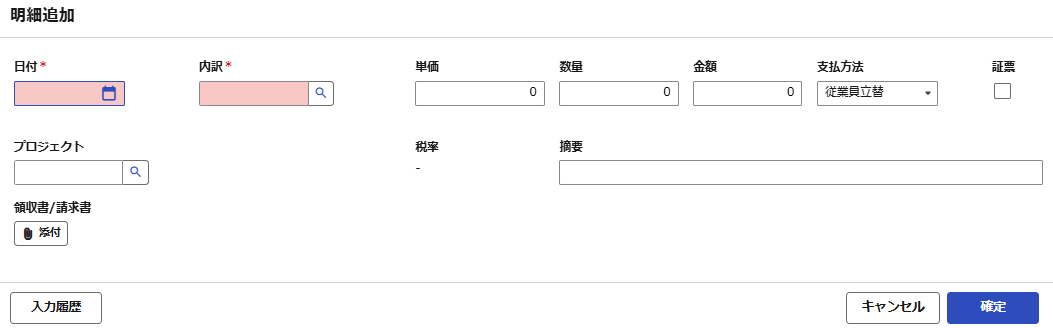 明細追加
日付* 内訳* 単価 数量 金額 支払方法 証票
0 0 0 従業員立替
プロジェクト 税率 摘要
-
領収書/請求書
添付
入力履歴 キャンセル 確定